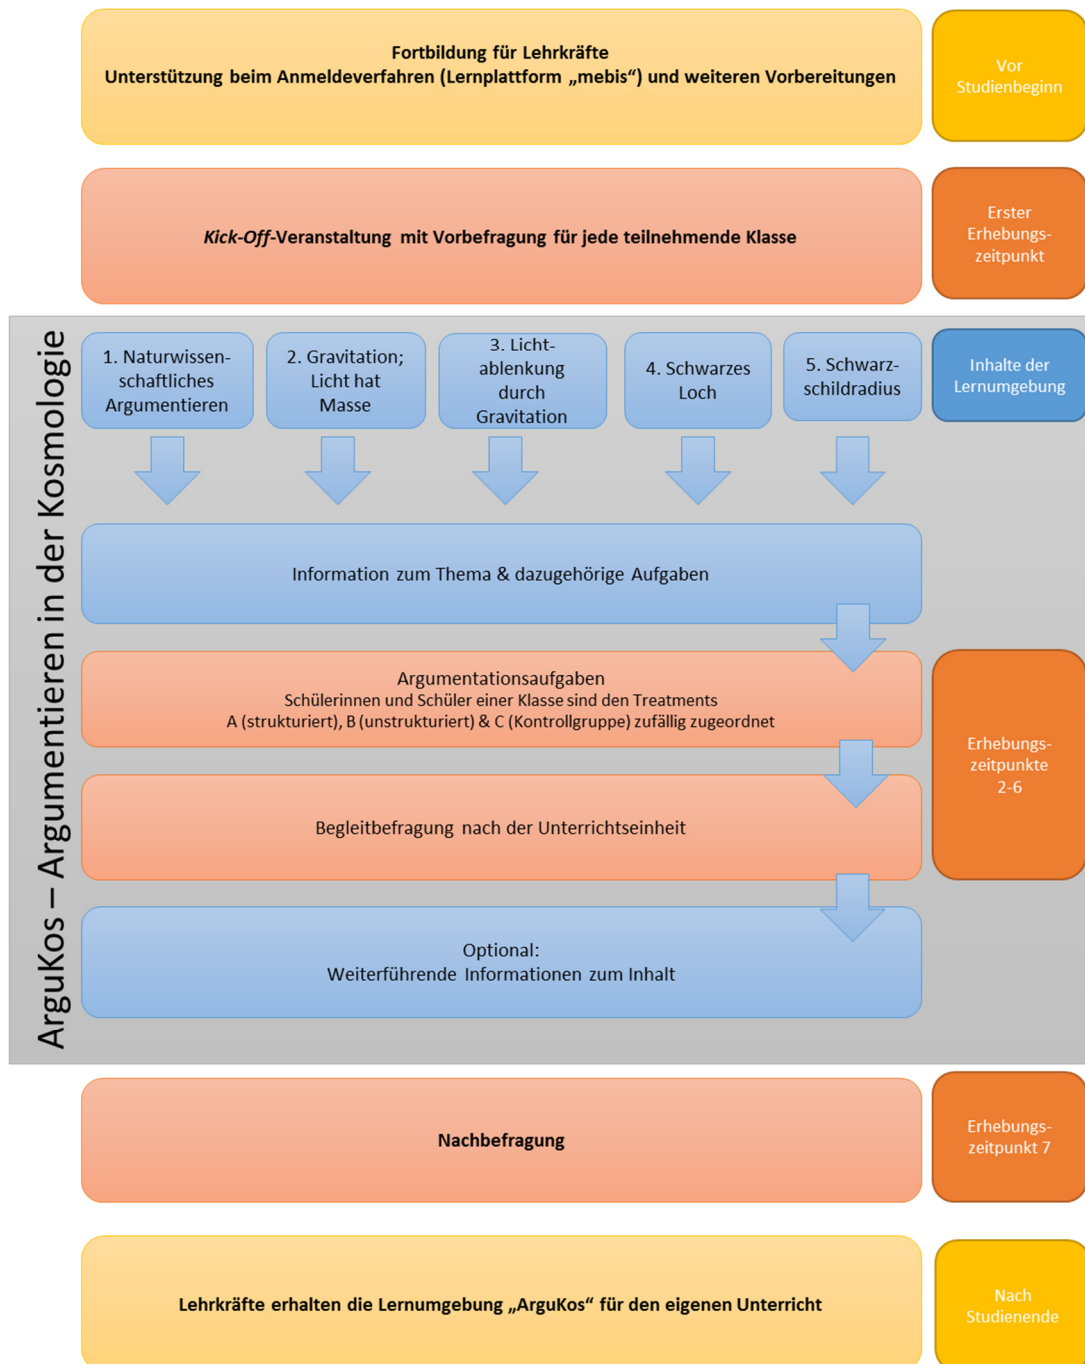 Fortbildung für Lehrkräfte
Unterstützung beim Anmeldeverfahren (Lernplattform „mebis“) und weiteren Vorbereitungen
Vor
Studienbeginn
Kick-Off-Veranstaltung mit Vorbefragung für jede teilnehmende Klasse
Erster
Erhebungs-
zeitpunkt
ArguKos – Argumentieren in der Kosmologie
1. Naturwissen-
schaftliches
Argumentieren
2. Gravitation;
Licht hat
Masse
3. Licht-
ablenkung
durch
Gravitation
4. Schwarzes
Loch
5. Schwarz-
schildradius
Inhalte der
Lernumgebung
Information zum Thema & dazugehörige Aufgaben
Argumentationsaufgaben
Schülerinnen und Schüler einer Klasse sind den Treatments
A (strukturiert), B (unstrukturiert) & C (Kontrollgruppe) zufällig zugeordnet
Erhebungs-
zeitpunkte
2-6
Begleitbefragung nach der Unterrichtseinheit
Optional:
Weiterführende Informationen zum Inhalt
Nachbefragung
Erhebungs-
zeitpunkt 7
Lehrkräfte erhalten die Lernumgebung „ArguKos“ für den eigenen Unterricht
Nach
Studienende